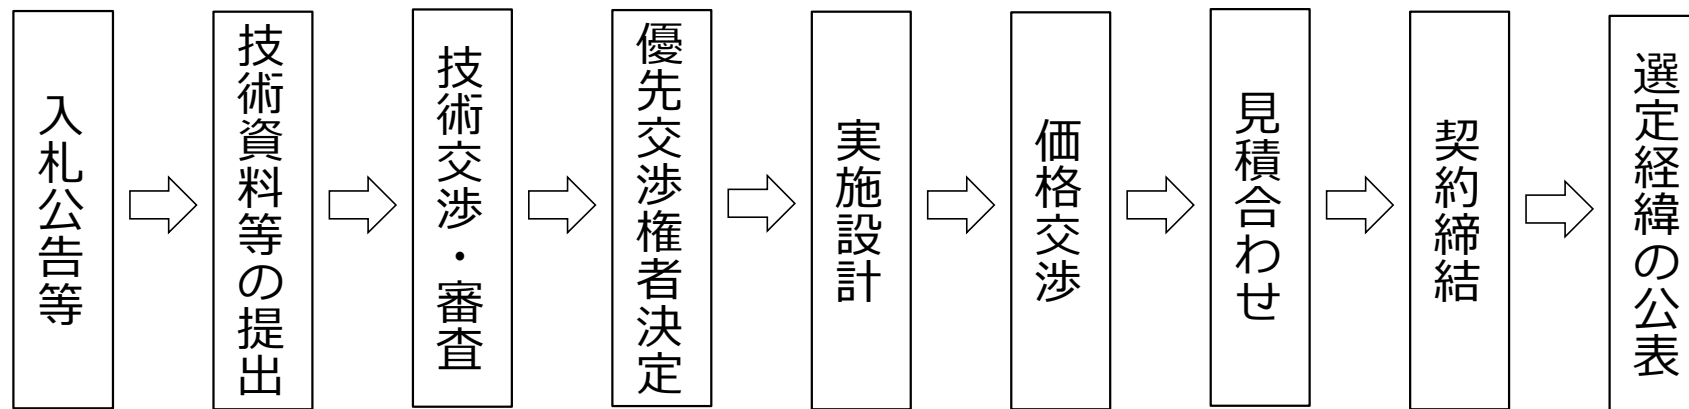 入札公告等
技術資料等の提出
技術交渉・審査
優先交渉権者決定
実施設計
価格交渉
見積合わせ
契約締結
選定経緯の公表